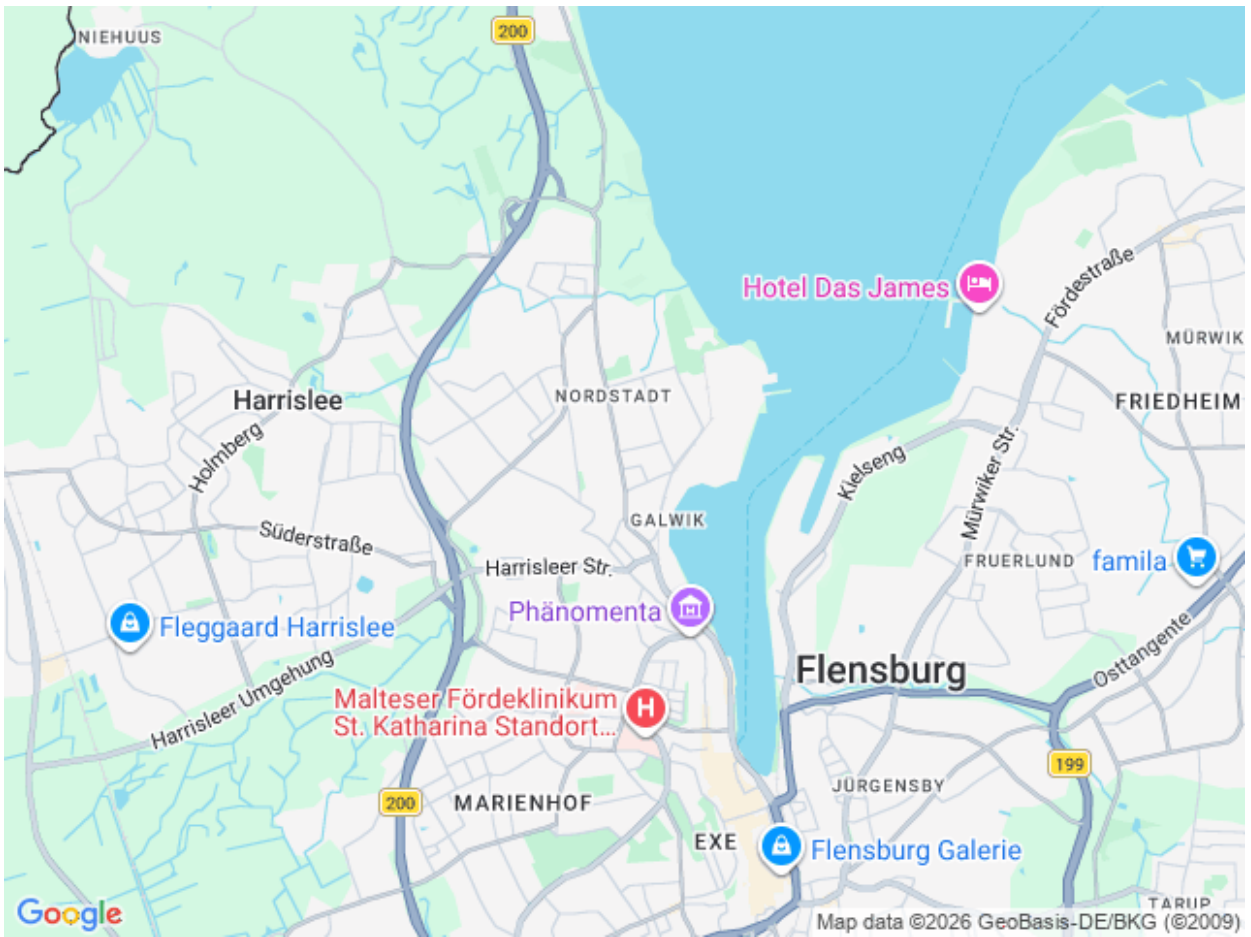 NIEHUUS
200
Hotel Das James
Fördestraße
MÜRWIK
Harrislee
NORDSTADT
FRIEDHEIM
Holmberg
Kielseng
Mürwiker Str.
GALWIK
Süderstraße
Harrisleer Str.
FRUERLUND
famila
Phänomenta
Fleggaard Harrislee
Osttangente
Flensburg
Harrisleer Umgehung
Malteser Fördeklinikum
St. Katharina Standort...
199
JÜRGENSBY
200
MARIENHOF
EXE
Flensburg Galerie
TARUP
Google
Map data ©2026 GeoBasis-DE/BKG (©2009)